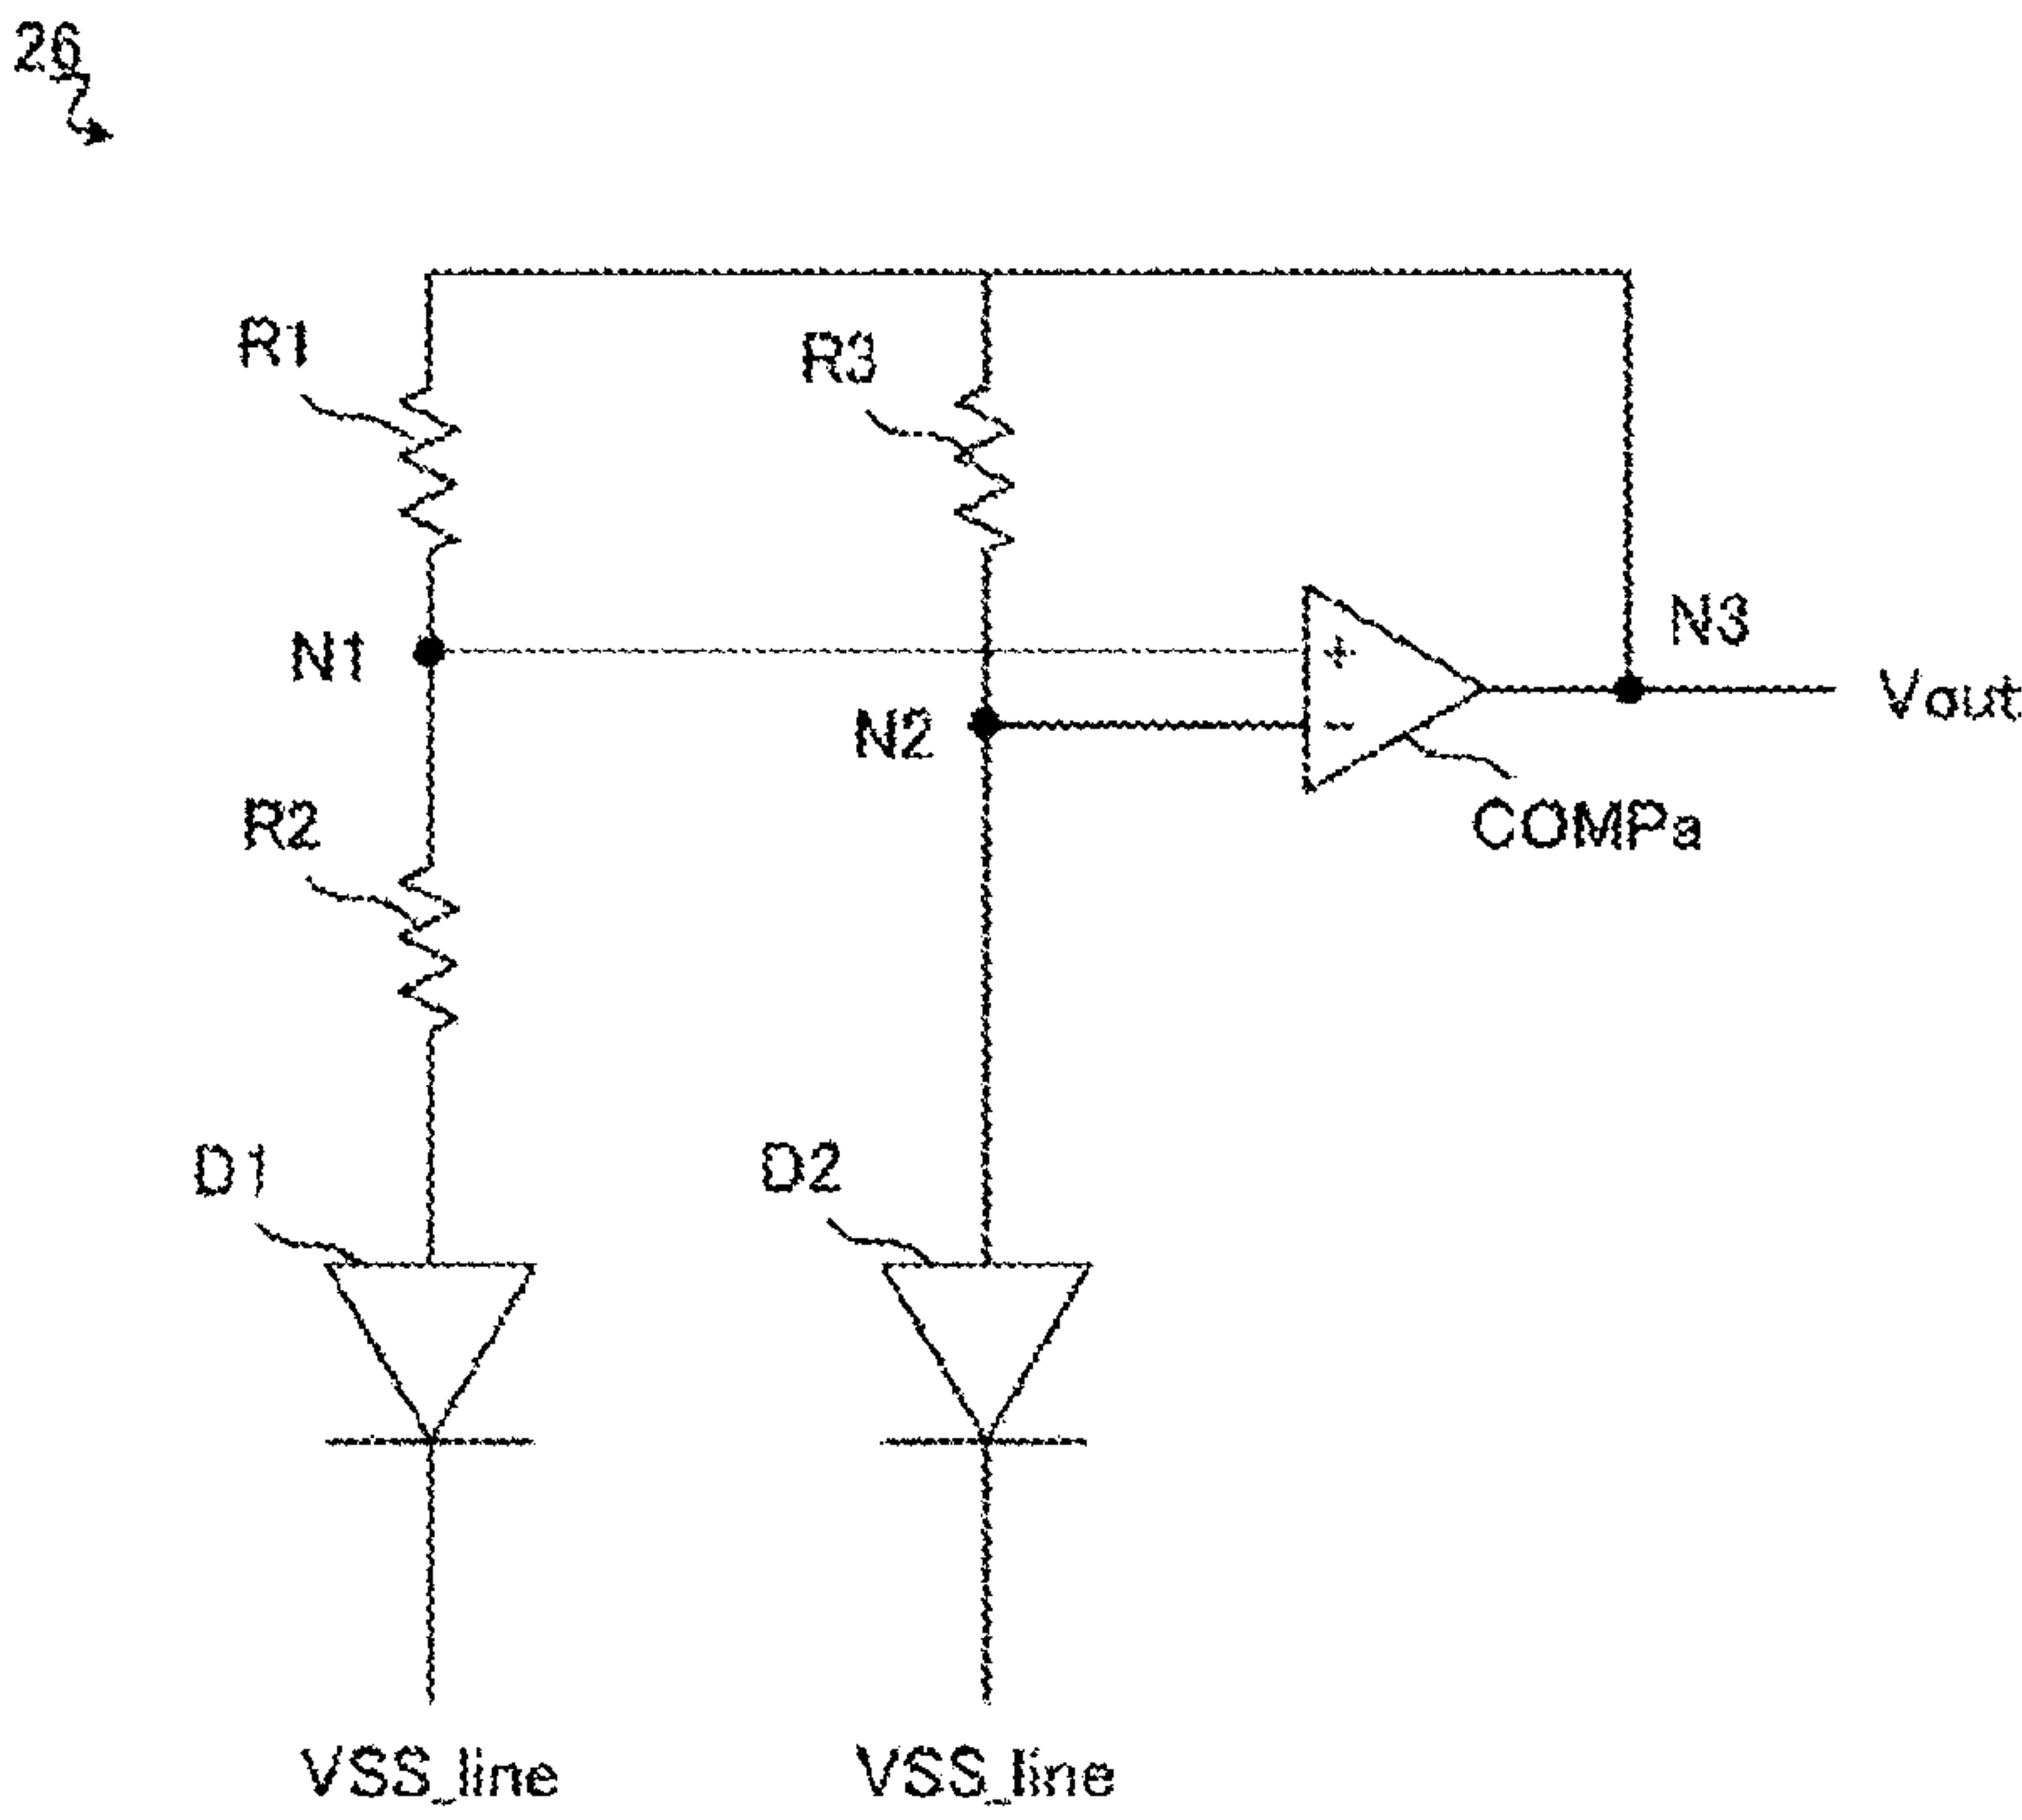 26
R1
R3
N1
N3
Vout
N2
+
-
R2
COMPa
D1
D2
VSS_line
VSS_line